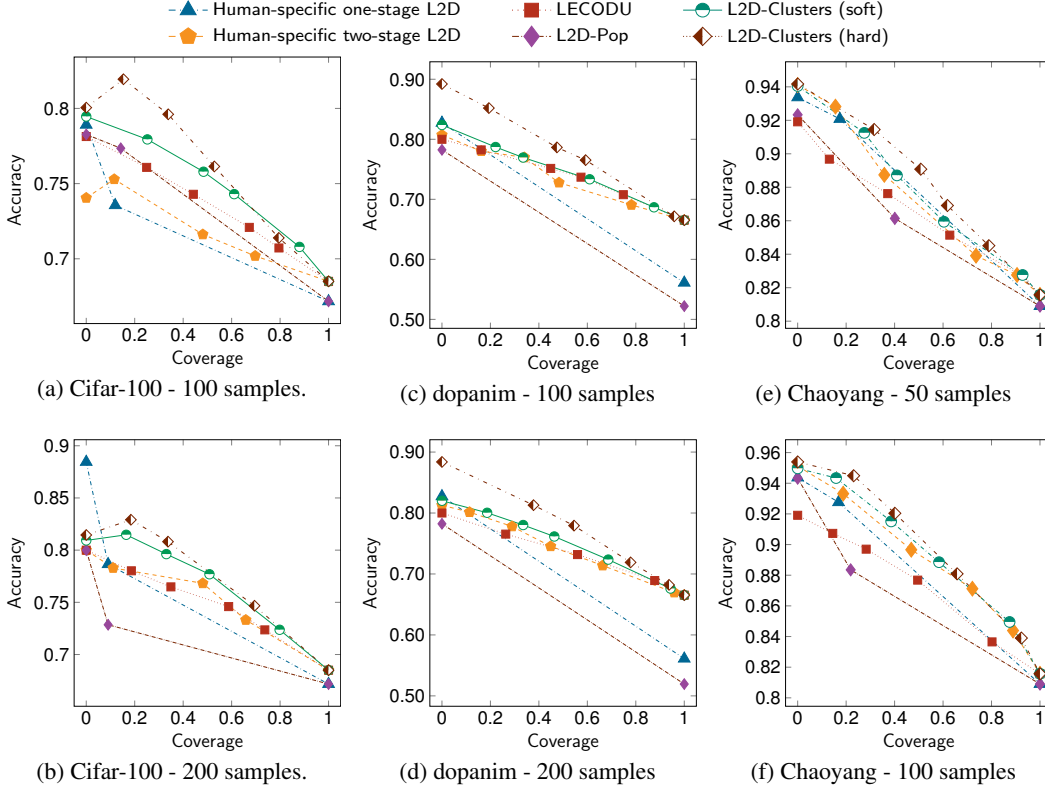 Human-specific one-stage L2D
LECODU
L2D-Clusters (soft)
Human-specific two-stage L2D
L2D-Pop
L2D-Clusters (hard)
0.8
0.75
0.7
Accuracy
0 0.2 0.4 0.6 0.8 1
Coverage
(a) Cifar-100 - 100 samples.
0.90
0.80
0.70
0.60
0.50
Accuracy
0 0.2 0.4 0.6 0.8 1
Coverage
(c) dopanim - 100 samples
0.94
0.92
0.9
0.88
0.86
0.84
0.82
0.8
Accuracy
0 0.2 0.4 0.6 0.8 1
Coverage
(e) Chaoyang - 50 samples
0.9
0.85
0.8
0.75
0.7
Accuracy
0 0.2 0.4 0.6 0.8 1
Coverage
(b) Cifar-100 - 200 samples.
0.90
0.80
0.70
0.60
0.50
Accuracy
0 0.2 0.4 0.6 0.8 1
Coverage
(d) dopanim - 200 samples
0.96
0.94
0.92
0.9
0.88
0.86
0.84
0.82
0.8
Accuracy
0 0.2 0.4 0.6 0.8 1
Coverage
(f) Chaoyang - 100 samples